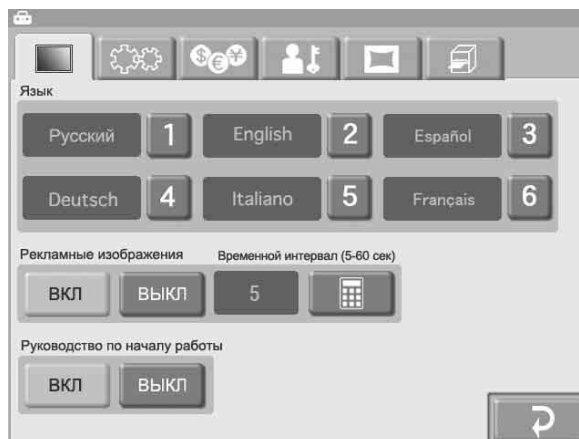 $ € ¥
Язык
Русский 1 English 2 Español 3
Deutsch 4 Italiano 5 Français 6
Рекламные изображения Временной интервал (5-60 сек)
ВКЛ ВЫКЛ 5
Руководство по началу работы
ВКЛ ВЫКЛ